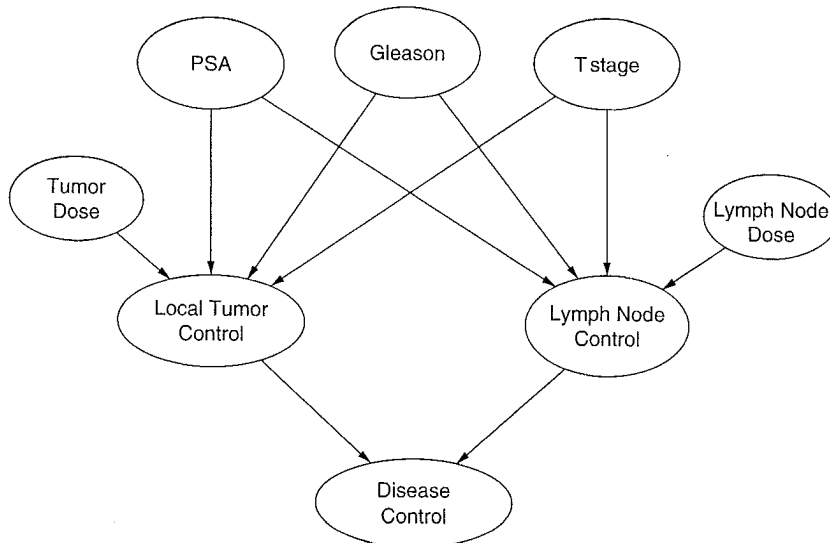 PSA
Gleason
T stage
Tumor
Dose
Lymph Node
Dose
Local Tumor
Control
Lymph Node
Control
Disease
Control